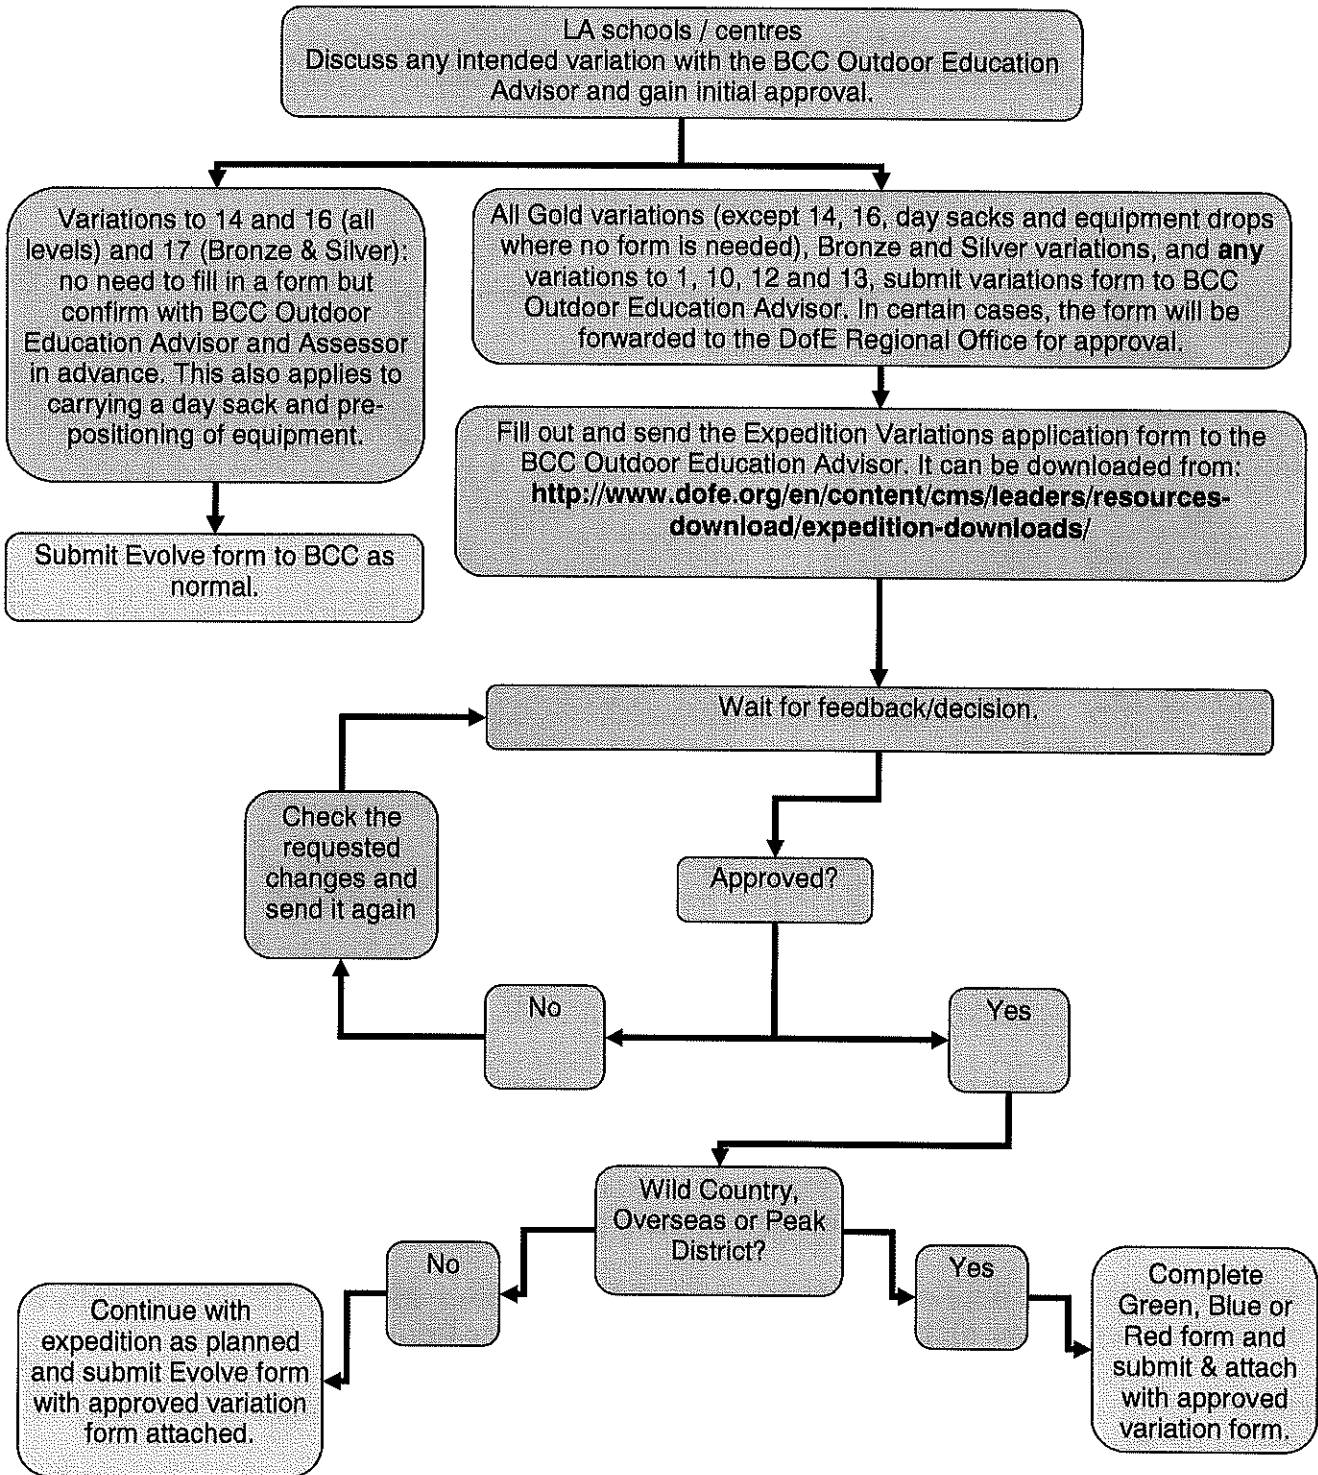 LA schools / centres
Discuss any intended variation with the BCC Outdoor Education
Advisor and gain initial approval.
Variations to 14 and 16 (all
levels) and 17 (Bronze & Silver):
no need to fill in a form but
confirm with BCC Outdoor
Education Advisor and Assessor
in advance. This also applies to
carrying a day sack and pre-
positioning of equipment.
Submit Evolve form to BCC as
normal.
All Gold variations (except 14, 16, day sacks and equipment drops
where no form is needed), Bronze and Silver variations, and any
variations to 1, 10, 12 and 13, submit variations form to BCC
Outdoor Education Advisor. In certain cases, the form will be
forwarded to the DofE Regional Office for approval.
Fill out and send the Expedition Variations application form to the
BCC Outdoor Education Advisor. It can be downloaded from:
http://www.dofe.org/en/content/cms/leaders/resources-
download/expedition-downloads/
Wait for feedback/decision.
Check the
requested
changes and
send it again
Approved?
No
Yes
Wild Country,
Overseas or Peak
District?
No
Yes
Continue with
expedition as planned
and submit Evolve form
with approved variation
form attached.
Complete
Green, Blue or
Red form and
submit & attach
with approved
variation form.